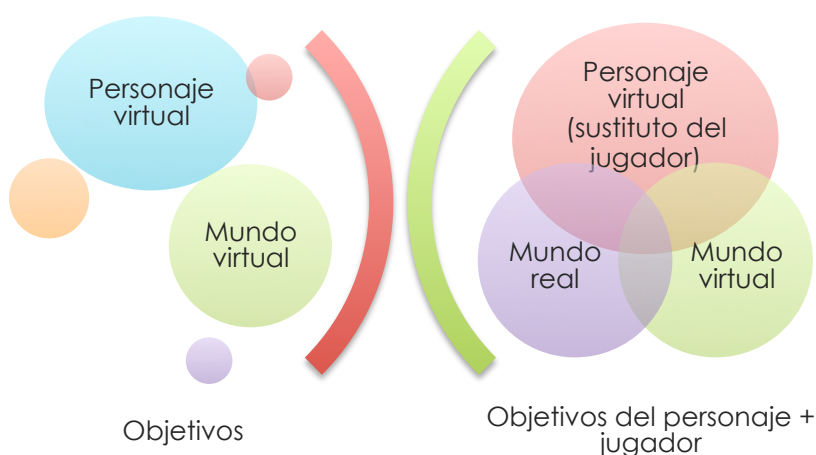 Personaje
virtual
Mundo
virtual
Objetivos
Personaje
virtual
(sustituto del
jugador)
Mundo
real
Mundo
virtual
Objetivos del personaje +
jugador